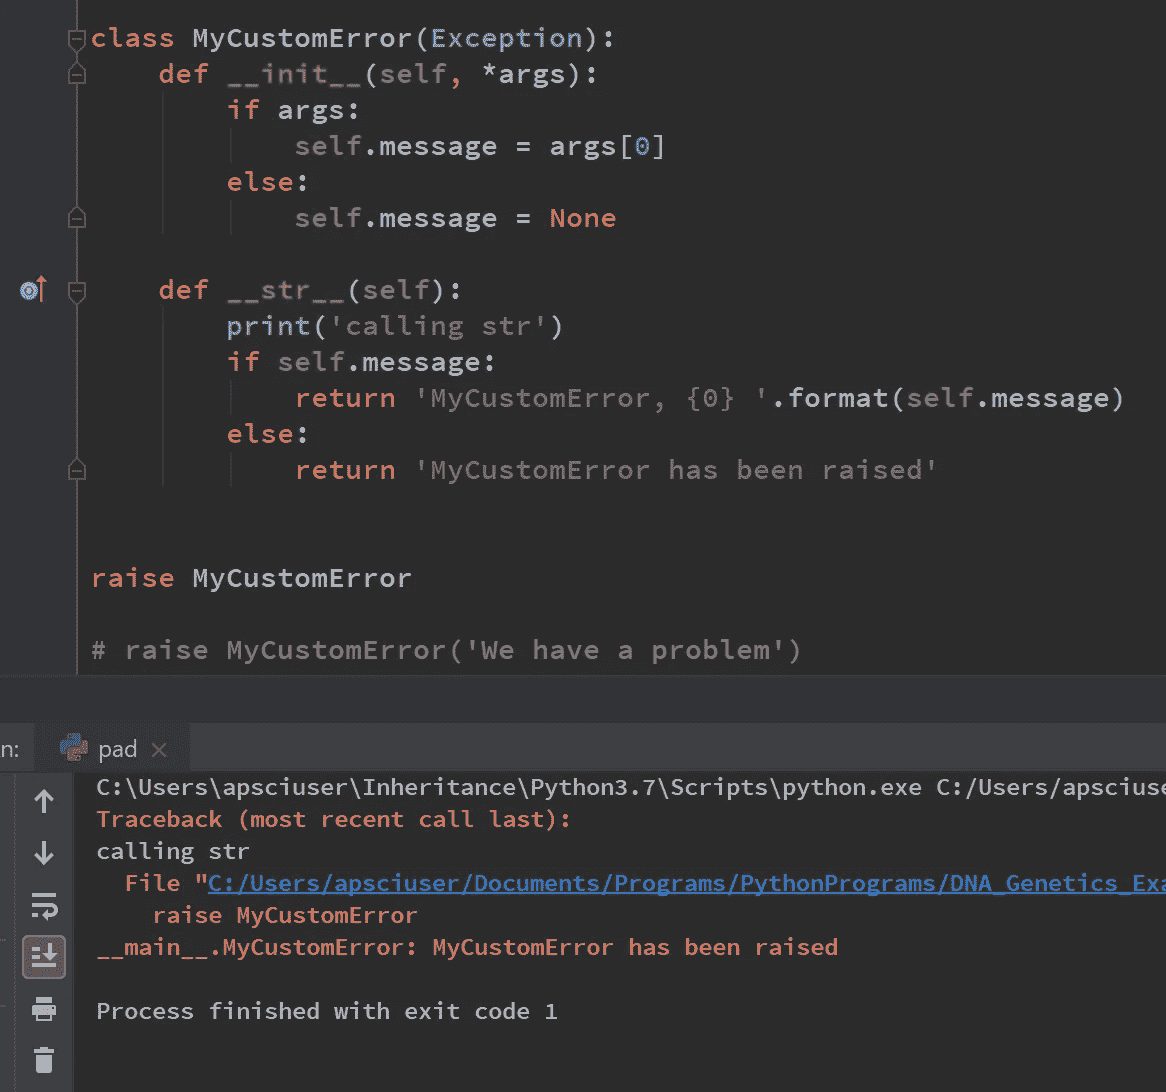 class MyCustomError(Exception):
    def __init__(self, *args):
        if args:
            self.message = args[0]
        else:
            self.message = None
    def __str__(self):
        print('calling str')
        if self.message:
            return 'MyCustomError, {0} '.format(self.message)
        else:
            return 'MyCustomError has been raised'
raise MyCustomError
# raise MyCustomError('We have a problem')
n:
pad
C:\Users\apsciuser\Inheritance\Python3.7\Scripts\python.exe C:/Users/apsciuse
Traceback (most recent call last):
calling str
  File "C:/Users/apsciuser/Documents/Programs/PythonPrograms/DNA_Genetics_Exa
    raise MyCustomError
__main__.MyCustomError: MyCustomError has been raised
Process finished with exit code 1